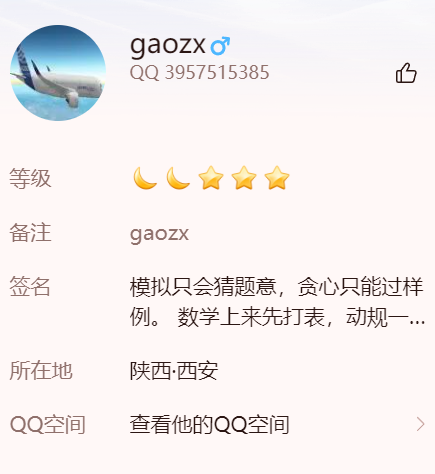 gaozx
QQ 3957515385
等级
备注 gaozx
签名 模拟只会猜题意，贪心只能过样
例。 数学上来先打表，动规一…
所在地 陕西·西安
QQ空间 查看他的QQ空间